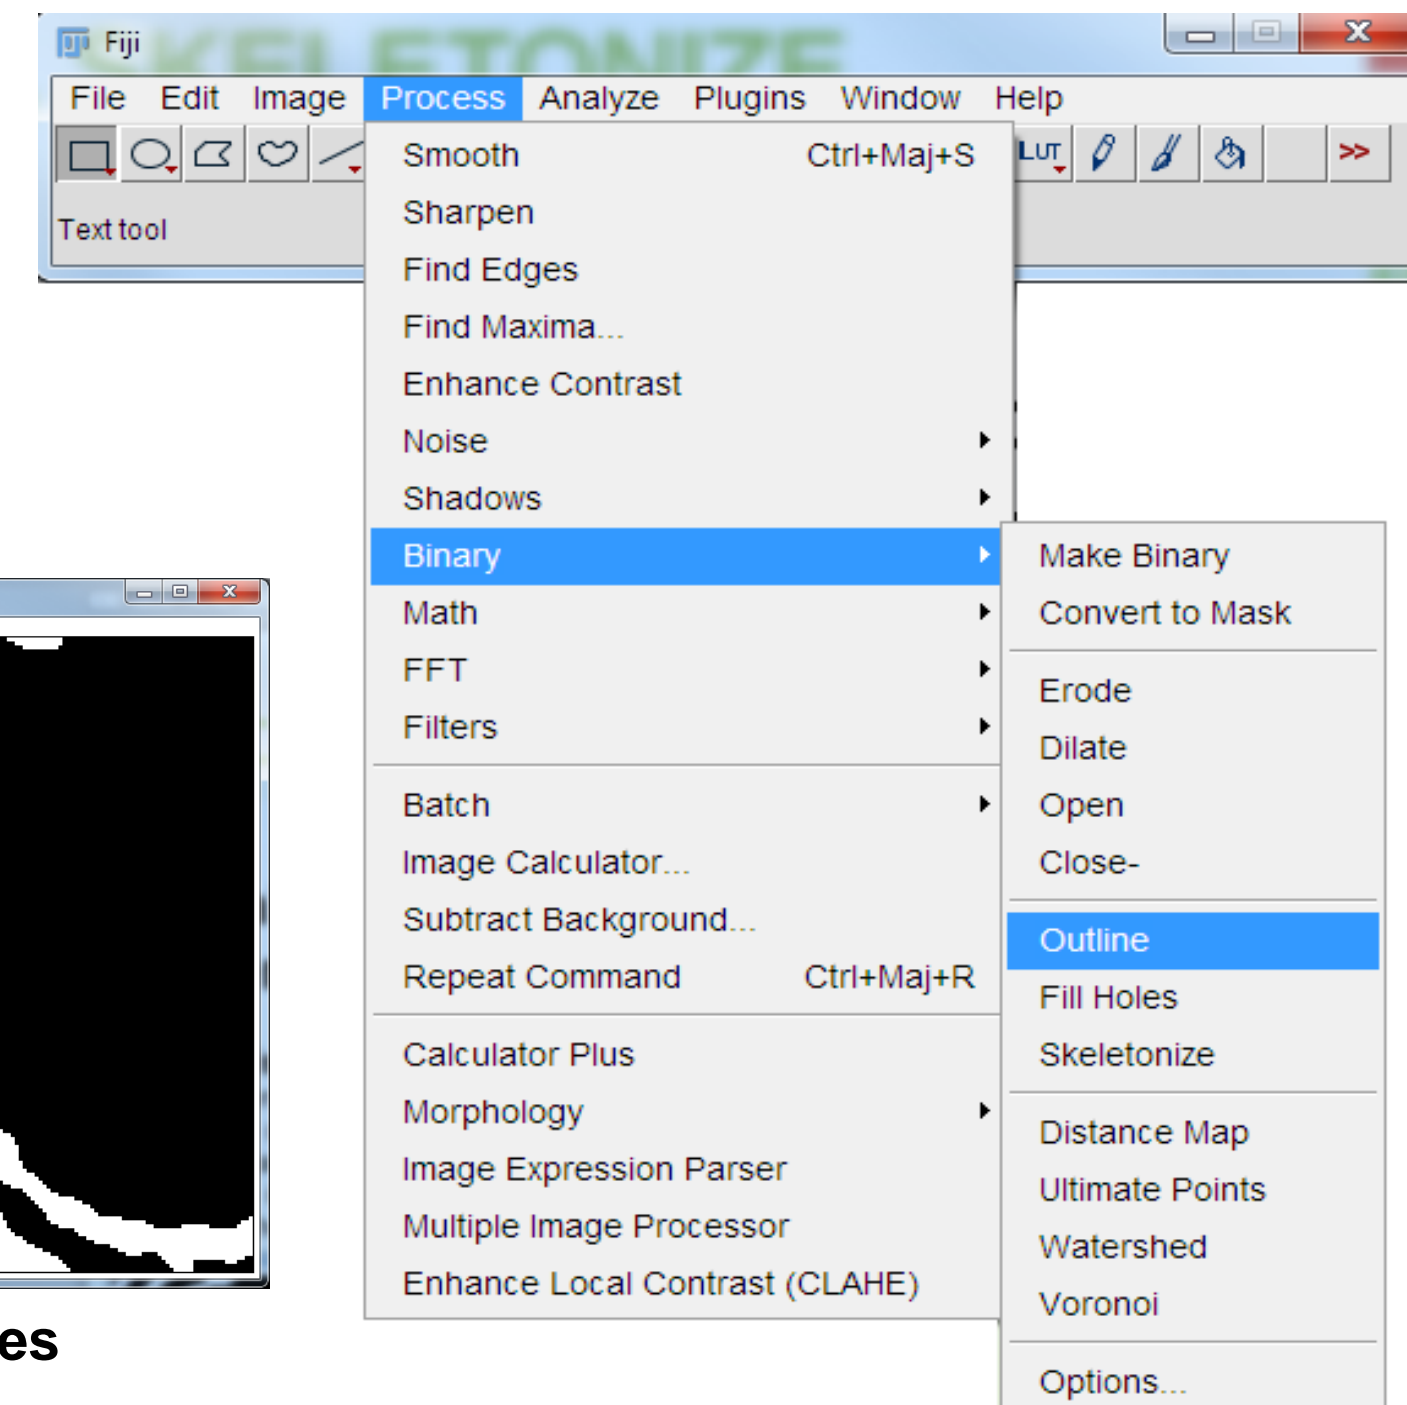 SKELETONIZE
Fiji
File Edit Image Process Analyze Plugins Window Help
LUT
>>
Text tool
Smooth Ctrl+Maj+S
Sharpen
Find Edges
Find Maxima...
Enhance Contrast
Noise
Shadows
Binary
Math
FFT
Filters
Batch
Image Calculator...
Subtract Background...
Repeat Command Ctrl+Maj+R
Calculator Plus
Morphology
Image Expression Parser
Multiple Image Processor
Enhance Local Contrast (CLAHE)
Make Binary
Convert to Mask
Erode
Dilate
Open
Close-
Outline
Fill Holes
Skeletonize
Distance Map
Ultimate Points
Watershed
Voronoi
Options...
es